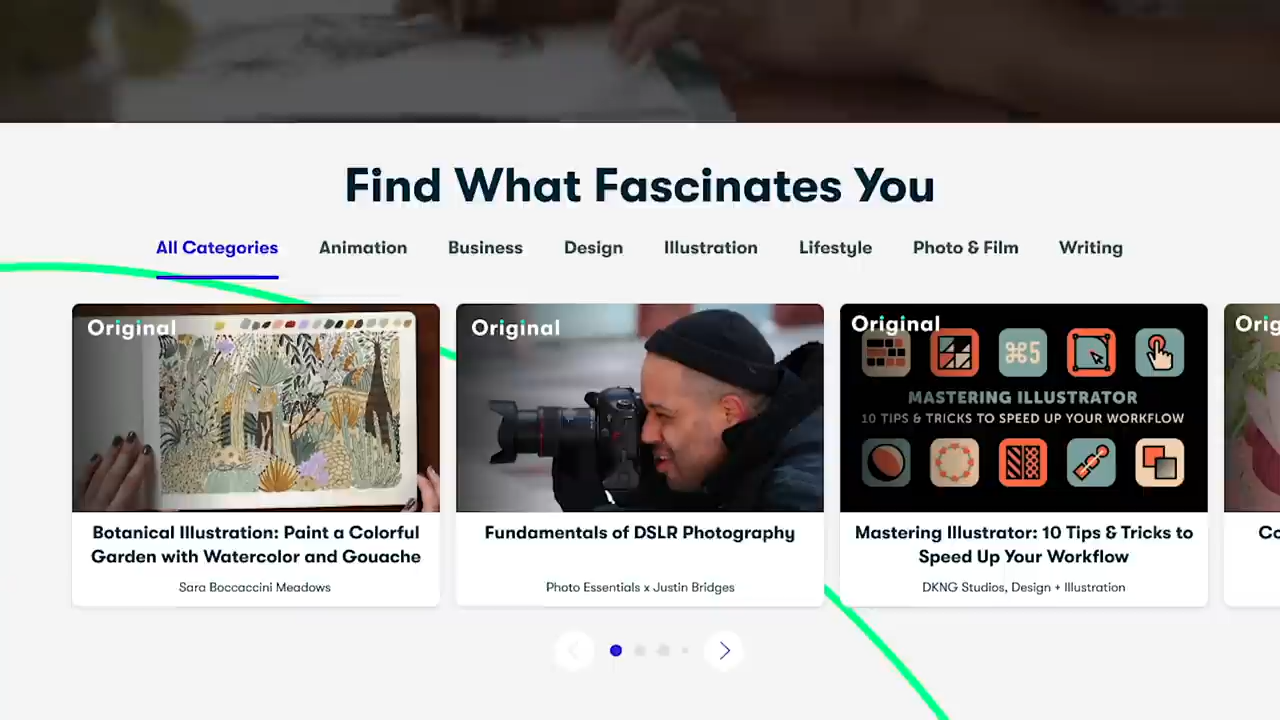 Find What Fascinates You
All Categories
Animation
Business
Design
Illustration
Lifestyle
Photo & Film
Writing
Original
Botanical Illustration: Paint a Colorful
Garden with Watercolor and Gouache
Sara Boccaccini Meadows
Original
Fundamentals of DSLR Photography
Photo Essentials x Justin Bridges
Original
⌘5
MASTERING ILLUSTRATOR
10 TIPS & TRICKS TO SPEED UP YOUR WORKFLOW
Mastering Illustrator: 10 Tips & Tricks to
Speed Up Your Workflow
DKNG Studios, Design + Illustration